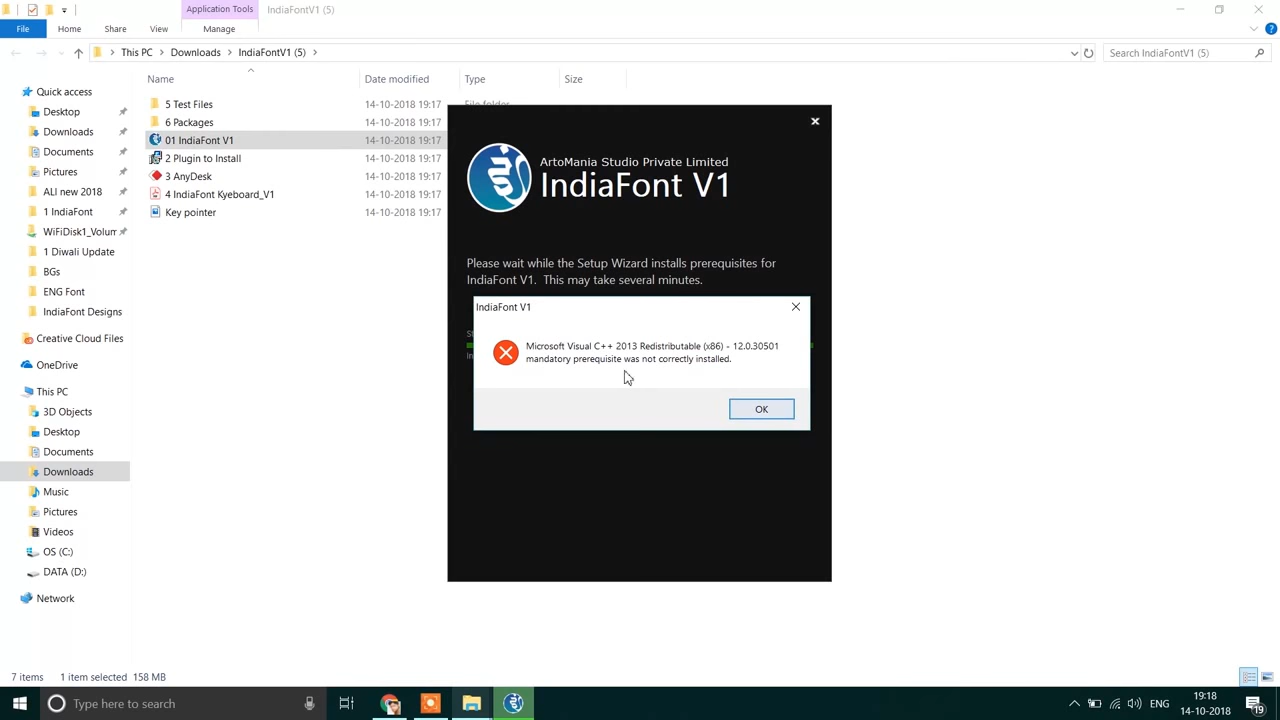 Application Tools
IndiaFontV1 (5)
File
Home
Share
View
Manage
This PC
Downloads
IndiaFontV1 (5)
Search IndiaFontV1 (5)
Name
Date modified
Type
Size
5 Test Files
14-10-2018 19:17
File folder
6 Packages
14-10-2018 19:17
01 IndiaFont V1
14-10-2018 19:17
2 Plugin to Install
14-10-2018 19:17
3 AnyDesk
14-10-2018 19:17
4 IndiaFont Kyeboard_V1
14-10-2018 19:17
Key pointer
14-10-2018 19:17
Quick access
Desktop
Downloads
Documents
Pictures
ALI new 2018
1 IndiaFont
WiFiDisk1_Volum
1 Diwali Update
BGs
ENG Font
IndiaFont Designs
Creative Cloud Files
OneDrive
This PC
3D Objects
Desktop
Documents
Downloads
Music
Pictures
Videos
OS (C:)
DATA (D:)
Network
ArtoMania Studio Private Limited
IndiaFont V1
Please wait while the Setup Wizard installs prerequisites for
IndiaFont V1. This may take several minutes.
IndiaFont V1
Microsoft Visual C++ 2013 Redistributable (x86) - 12.0.30501
mandatory prerequisite was not correctly installed.
OK
7 items
1 item selected 158 MB
Type here to search
ENG
19:18
14-10-2018
19